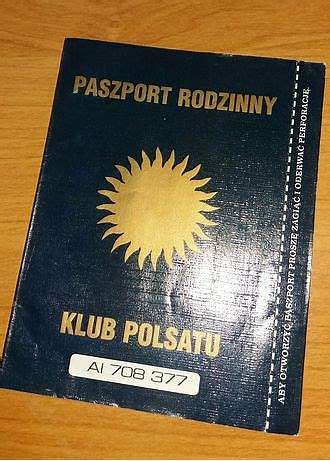 PASZPORT RODZINNY
KLUB POLSATU
AI 708 377
ABY OTWORZYĆ PASZPORT PROSZĘ ZAGIĄĆ I ODERWAĆ PERFORACJĘ.